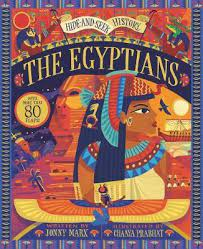 HIDE-AND-SEEK HISTORY
THE EGYPTIANS
WITH MORE THAN
80
FLAPS!
WRITTEN BY
JONNY MARX
ILLUSTRATED BY
CHAAYA PRABHAT